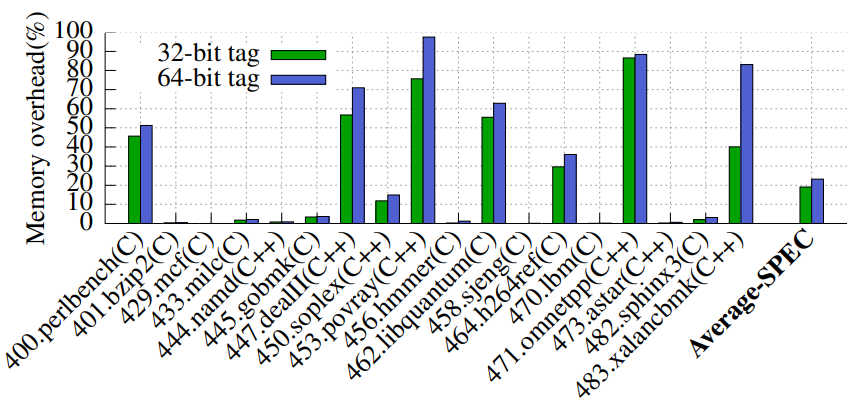 Memory overhead(%)
100
90
80
70
60
50
40
30
20
10
0
32-bit tag
64-bit tag
400.perlbench(C)
401.bzip2(C)
429.mcf(C)
433.milc(C)
444.namd(C++)
445.gobmk(C)
447.dealII(C++)
450.soplex(C++)
453.povray(C++)
456.hmmer(C)
462.libquantum(C)
458.sjeng(C)
464.h264ref(C)
470.lbm(C)
471.omnetpp(C++)
473.astar(C++)
482.sphinx3(C)
483.xalancbmk(C++)
Average-SPEC